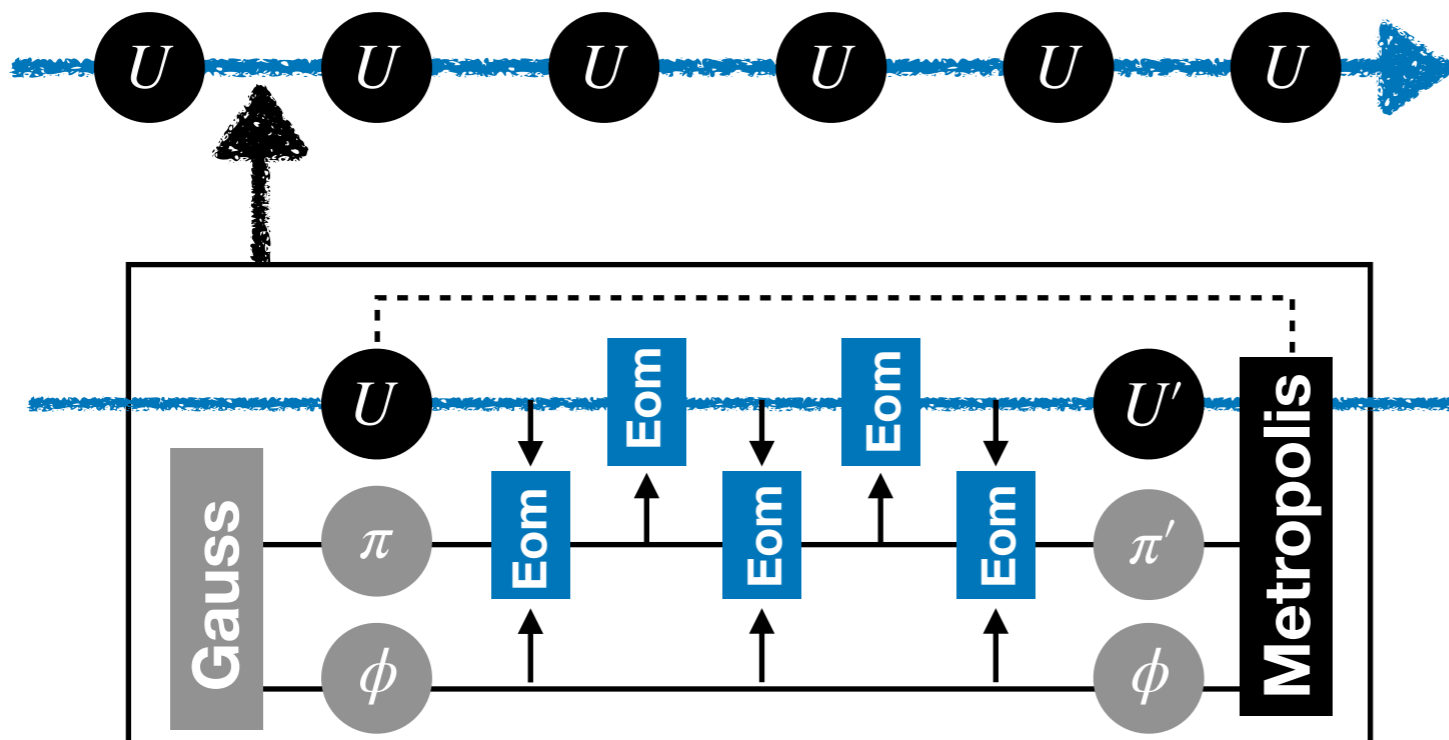 U U U U U U
U Eom Eom U′
Gauss π Eom Eom Eom π′ Metropolis
ϕ ϕ